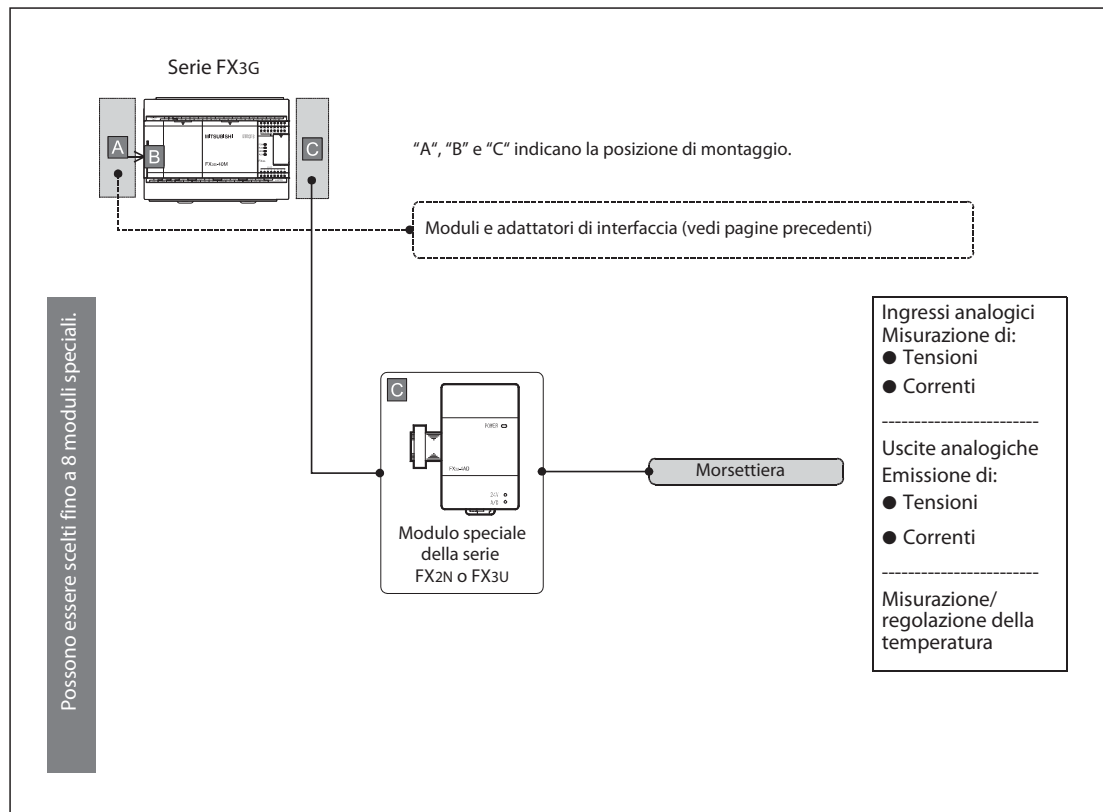 Serie FX3G
A
B
C
MITSUBISHI
"A“, "B” e "C“ indicano la posizione di montaggio.
Moduli e adattatori di interfaccia (vedi pagine precedenti)
Possono essere scelti fino a 8 moduli speciali.
C
POWER
24V
A/D
Modulo speciale
della serie
FX2N o FX3U
Morsettiera
Ingressi analogici
Misurazione di:
● Tensioni
● Correnti
Uscite analogiche
Emissione di:
● Tensioni
● Correnti
Misurazione/
regolazione della
temperatura